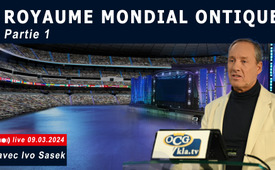 ROYAUME MONDIAL ONTIQUE
Partie 1
live 09.03.2024
avec Ivo Sasek
OCG
kla.tv